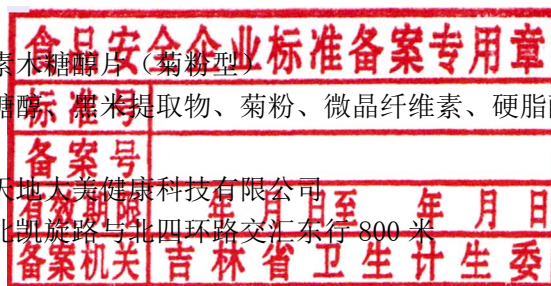 食品安全企业标准备案专用章
素木糖醇片（菊粉型）
标准号
糖醇、黑米提取物、菊粉、微晶纤维素、硬脂酸
备案号
天地大美健康科技有限公司
有效期限 年 月 日至 年 月 日
北凯旋路与北四环路交汇东行 800 米
备案机关 吉林省卫生计生委